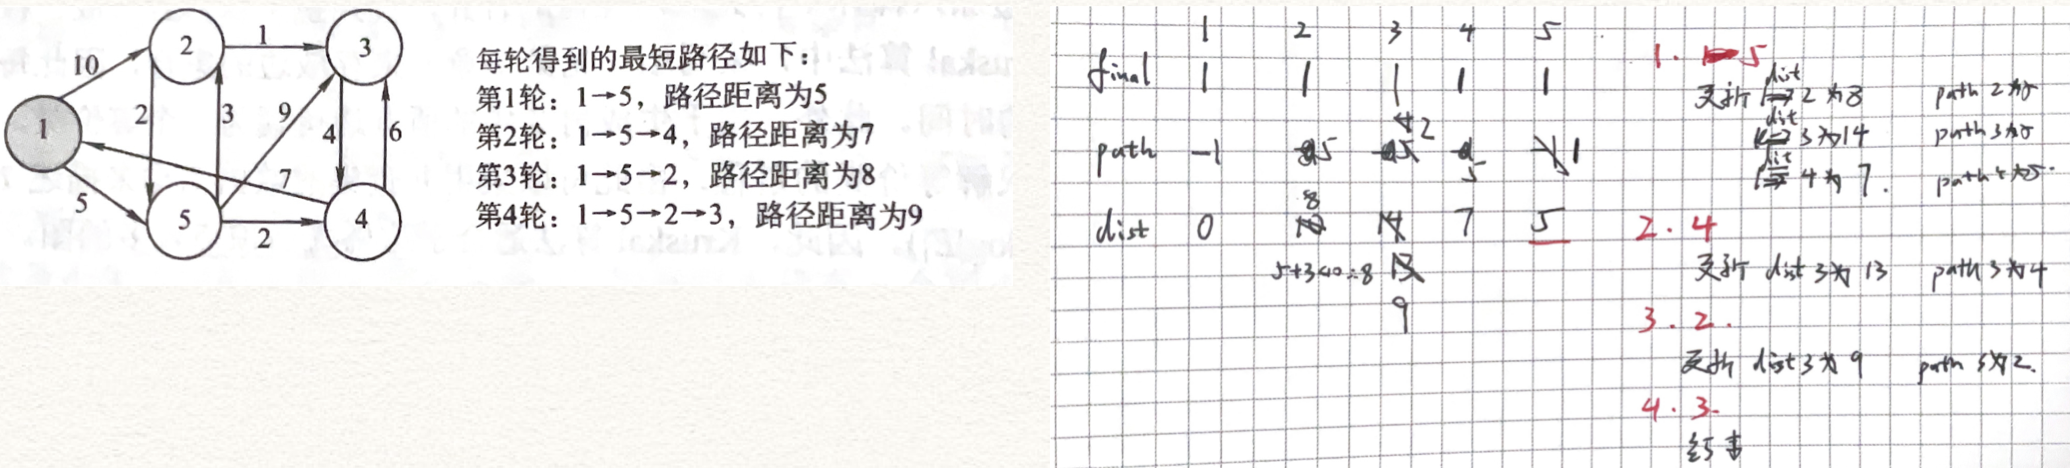 2
1
3
10
2
3
9
4
6
1
7
5
5
2
4
每轮得到的最短路径如下：
第1轮：1→5，路径距离为5
第2轮：1→5→4，路径距离为7
第3轮：1→5→2，路径距离为8
第4轮：1→5→2→3，路径距离为9
1 2 3 4 5
final 1 1 1 1 1
4 2
path -1 5 5 5 1
8
dist 0 10 14 7 5
5+3<10=8 13
9
1. 5
更新 dist 2为8 path 2为5
dist 3为14 path 3为5
dist 4为7. path 4为5.
2. 4
更新 dist 3为13 path 3为4
3. 2.
更新 dist 3为9 path 3为2.
4. 3.
结束